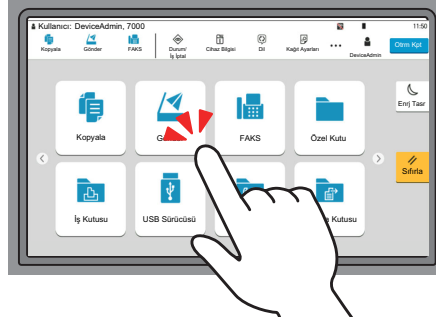 Kullanıcı: DeviceAdmin, 7000
11:50
Kopyala
Gönder
FAKS
Durum/
İş İptal
Cihaz Bilgisi
Dil
Kağıt Ayarları
DeviceAdmin
Otrm Kpt
Enrj Tasr
Kopyala
FAKS
Özel Kutu
Sıfırla
İş Kutusu
USB Sürücüsü
Kutusu